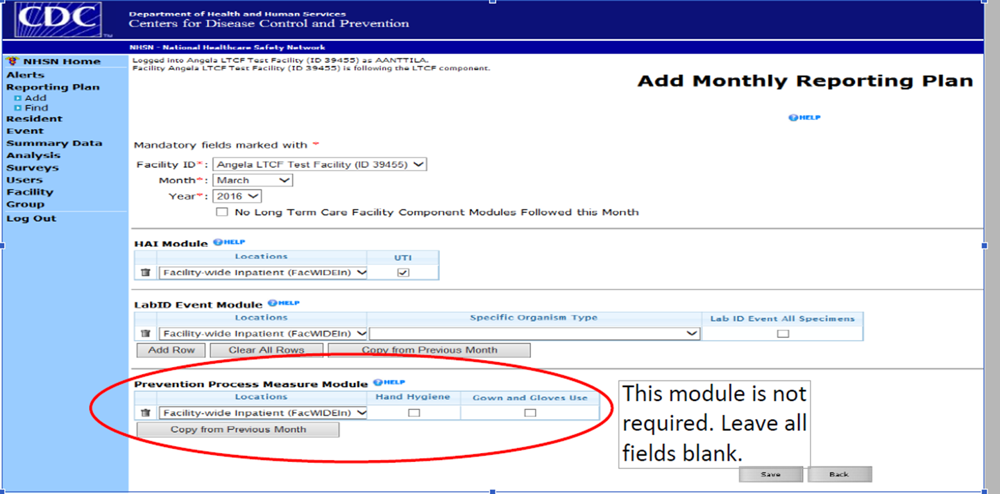 CDC TM
Department of Health and Human Services
Centers for Disease Control and Prevention
NHSN - National Healthcare Safety Network
NHSN Home
Alerts
Reporting Plan
Add
Find
Resident
Event
Summary Data
Analysis
Surveys
Users
Facility
Group
Log Out
Logged into Angela LTCF Test Facility (ID 39455) as AANTTILA.
Facility Angela LTCF Test Facility (ID 39455) is following the LTCF component.
Add Monthly Reporting Plan
HELP
Mandatory fields marked with *
Facility ID*: Angela LTCF Test Facility (ID 39455)
Month*: March
Year*: 2016
No Long Term Care Facility Component Modules Followed this Month
HAI Module HELP
Locations UTI
Facility-wide Inpatient (FacWIDEIn)
LabID Event Module HELP
Locations Specific Organism Type Lab ID Event All Specimens
Facility-wide Inpatient (FacWIDEIn)
Add Row Clear All Rows Copy from Previous Month
Prevention Process Measure Module HELP
Locations Hand Hygiene Gown and Gloves Use
Facility-wide Inpatient (FacWIDEIn)
Copy from Previous Month
This module is not
required. Leave all
fields blank.
Save Back